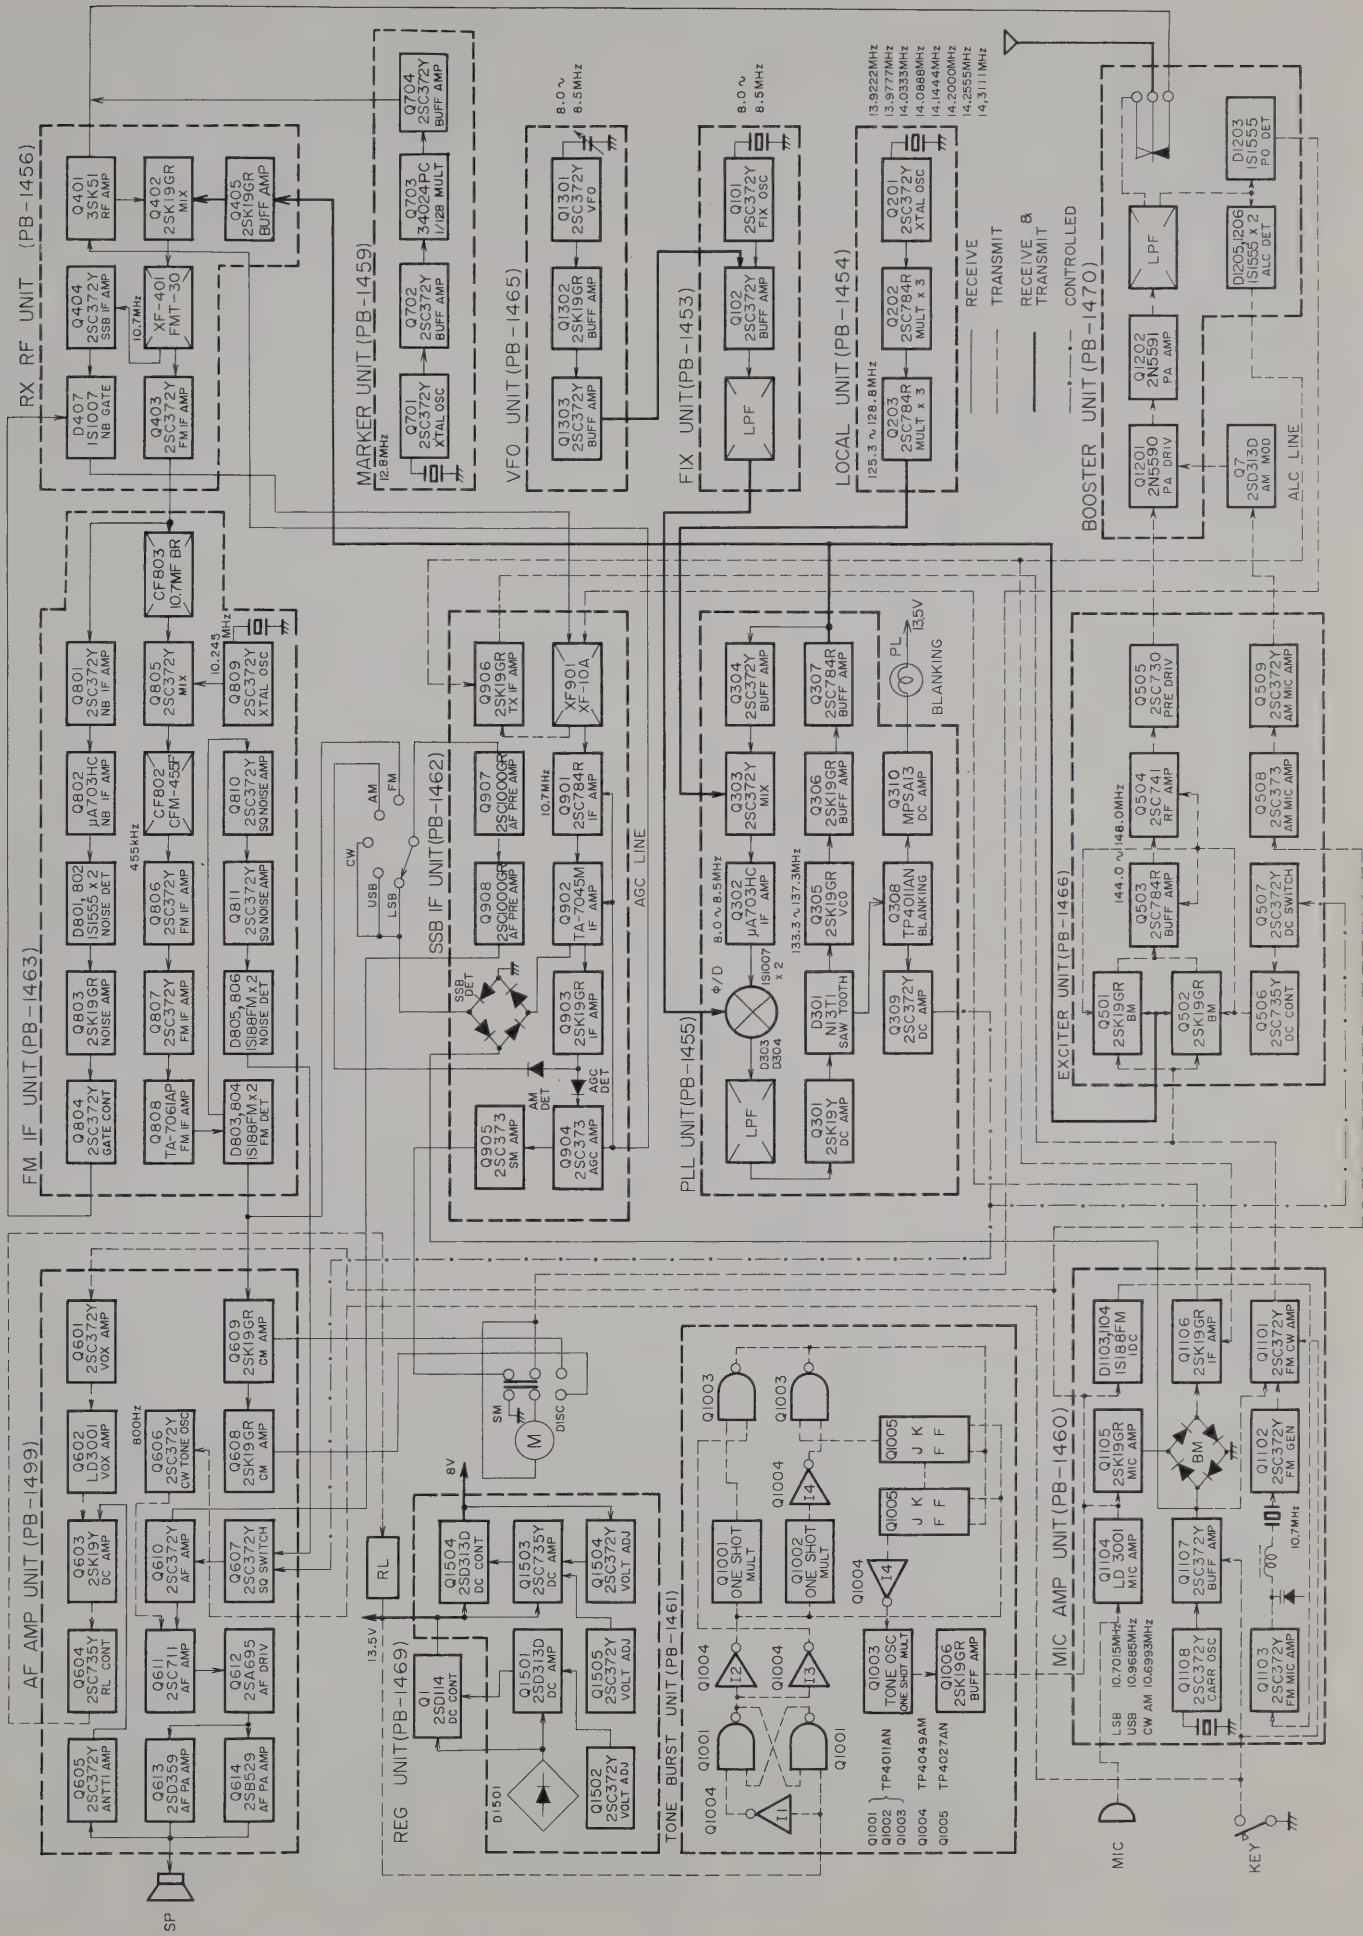 RX RF UNIT (PB-1456)
Q401
3SK51
RF AMP
Q402
2SK19GR
MIX
Q405
2SK19GR
BUFF AMP
Q404
2SC372Y
SSB IF AMP
10.7MHz
XF-401
FMT-30
D407
1S1007
NB GATE
Q403
2SC372Y
FM IF AMP
MARKER UNIT(PB-1459)
12.8MHz
Q701
2SC372Y
XTAL OSC
Q702
2SC372Y
BUFF AMP
Q703
34024PC
1/128 MULT
Q704
2SC372Y
BUFF AMP
VFO UNIT(PB-1465)
8.0~
8.5MHz
Q1301
2SC372Y
VFO
Q1302
2SK19GR
BUFF AMP
Q1303
2SC372Y
BUFF AMP
FIX UNIT(PB-1453)
8.0~
8.5MHz
Q101
2SC372Y
FIX OSC
Q102
2SC372Y
BUFF AMP
LPF
LOCAL UNIT(PB-1454)
13.9222MHz
13.9777MHz
14.0333MHz
14.0888MHz
14.1444MHz
14.2000MHz
14.2555MHz
14,3111MHz
Q201
2SC372Y
XTAL OSC
Q202
2SC784R
MULT x 3
Q203
2SC784R
MULT x 3
125.3~128.8MHz
RECEIVE
TRANSMIT
RECEIVE &
TRANSMIT
CONTROLLED
BOOSTER UNIT(PB-1470)
Q1201
2N5590
PA DRIV
Q1202
2N5591
PA AMP
LPF
D1203
1S1555
PO DET
D1205,1206
1S1555 x 2
ALC DET
Q7
2SD313D
AM MOD
ALC LINE
FM IF UNIT(PB-1463)
CF803
10.7MF BR
Q801
2SC372Y
NB IF AMP
Q802
µA703HC
NB IF AMP
D801, 802
1S1555 x 2
NOISE DET
Q803
2SK19GR
NOISE AMP
Q804
2SC372Y
GATE CONT
Q805
2SC372Y
MIX
CF802
CFM-455F
455kHz
Q806
2SC372Y
FM IF AMP
Q807
2SC372Y
FM IF AMP
Q808
TA-7061AP
FM IF AMP
10.245
MHz
Q809
2SC372Y
XTAL OSC
Q810
2SC372Y
SQ NOISE AMP
Q811
2SC372Y
SQ NOISE AMP
D805, 806
1S188FM x 2
NOISE DET
D803, 804
1S188FM x 2
FM DET
SSB IF UNIT(PB-1462)
FM
AM
CW
USB
LSB
Q906
2SK19GR
TX IF AMP
XF901
XF-10A
Q907
2SC1000GR
AF PRE AMP
Q908
2SC1000GR
AF PRE AMP
10.7MHz
Q901
2SC784R
IF AMP
Q902
TA-7045M
IF AMP
Q903
2SK19GR
IF AMP
SSB
DET
AM
DET
AGC
DET
Q904
2SC373
AGC AMP
Q905
2SC373
SM AMP
AGC LINE
PLL UNIT(PB-1455)
Q304
2SC372Y
BUFF AMP
Q303
2SC372Y
MIX
8.0~8.5MHz
Q302
µA703HC
IF AMP
Φ/D
1S1007
x 2
D303
D304
LPF
Q301
2SK19Y
DC AMP
D301
N13T1
SAW TOOTH
133.3~137.3MHz
Q305
2SK19GR
VCO
Q306
2SK19GR
BUFF AMP
Q307
2SC784R
BUFF AMP
Q308
TP4011AN
BLANKING
Q309
2SC372Y
DC AMP
Q310
MPSA13
DC AMP
PL
13.5V
BLANKING
EXCITER UNIT(PB-1466)
144.0~148.0MHz
Q501
2SK19GR
BM
Q502
2SK19GR
BM
Q503
2SC784R
BUFF AMP
Q504
2SC741
RF AMP
Q505
2SC730
PRE DRIV
Q506
2SC735Y
DC CONT
Q507
2SC372Y
DC SWITCH
Q508
2SC373
AM MIC AMP
Q509
2SC372Y
AM MIC AMP
AF AMP UNIT(PB-1499)
Q601
2SC372Y
VOX AMP
Q602
LD3001
VOX AMP
Q603
2SK19Y
DC AMP
Q604
2SC735Y
RL CONT
Q605
2SC372Y
ANTTI AMP
800Hz
Q606
2SC372Y
CW TONE OSC
Q610
2SC372Y
AF AMP
Q611
2SC711
AF AMP
Q613
2SD359
AF PA AMP
Q609
2SK19GR
CM AMP
Q608
2SK19GR
CM AMP
Q607
2SC372Y
SQ SWITCH
Q612
2SA695
AF DRIV
Q614
2SB529
AF PA AMP
SP
SM
M
DISC
RL
8V
13.5V
REG UNIT(PB-1469)
Q1
2SD114
DC CONT
Q1504
2SD313D
DC CONT
Q1503
2SC735Y
DC AMP
Q1504
2SC372Y
VOLT ADJ
Q1501
2SD313D
DC AMP
Q1505
2SC372Y
VOLT ADJ
D1501
Q1502
2SC372Y
VOLT ADJ
TONE BURST UNIT(PB-1461)
Q1003
Q1003
Q1001
ONE SHOT
MULT
Q1002
ONE SHOT
MULT
Q1004
I4
Q1005
J K
F F
Q1005
J K
F F
Q1004
I2
Q1004
I3
Q1004
I4
Q1001
Q1001
Q1004
I1
Q1003
TONE OSC
ONE SHOT MULT
Q1006
2SK19GR
BUFF AMP
Q1001
Q1002
Q1003
TP4011AN
Q1004 TP4049AM
Q1005 TP4027AN
MIC AMP UNIT(PB-1460)
D1103,1104
1S188FM
IDC
Q1105
2SK19GR
MIC AMP
Q1104
LD 3001
MIC AMP
LSB 10.7015MHz
USB 10.9685MHz
CW AM 10.6993MHz
Q1106
2SK19GR
IF AMP
BM
Q1107
2SC372Y
BUFF AMP
Q1108
2SC372Y
CARR OSC
Q1101
2SC372Y
FM CW AMP
Q1102
2SC372Y
FM GEN
10.7MHz
Q1103
2SC372Y
FM MIC AMP
MIC
KEY